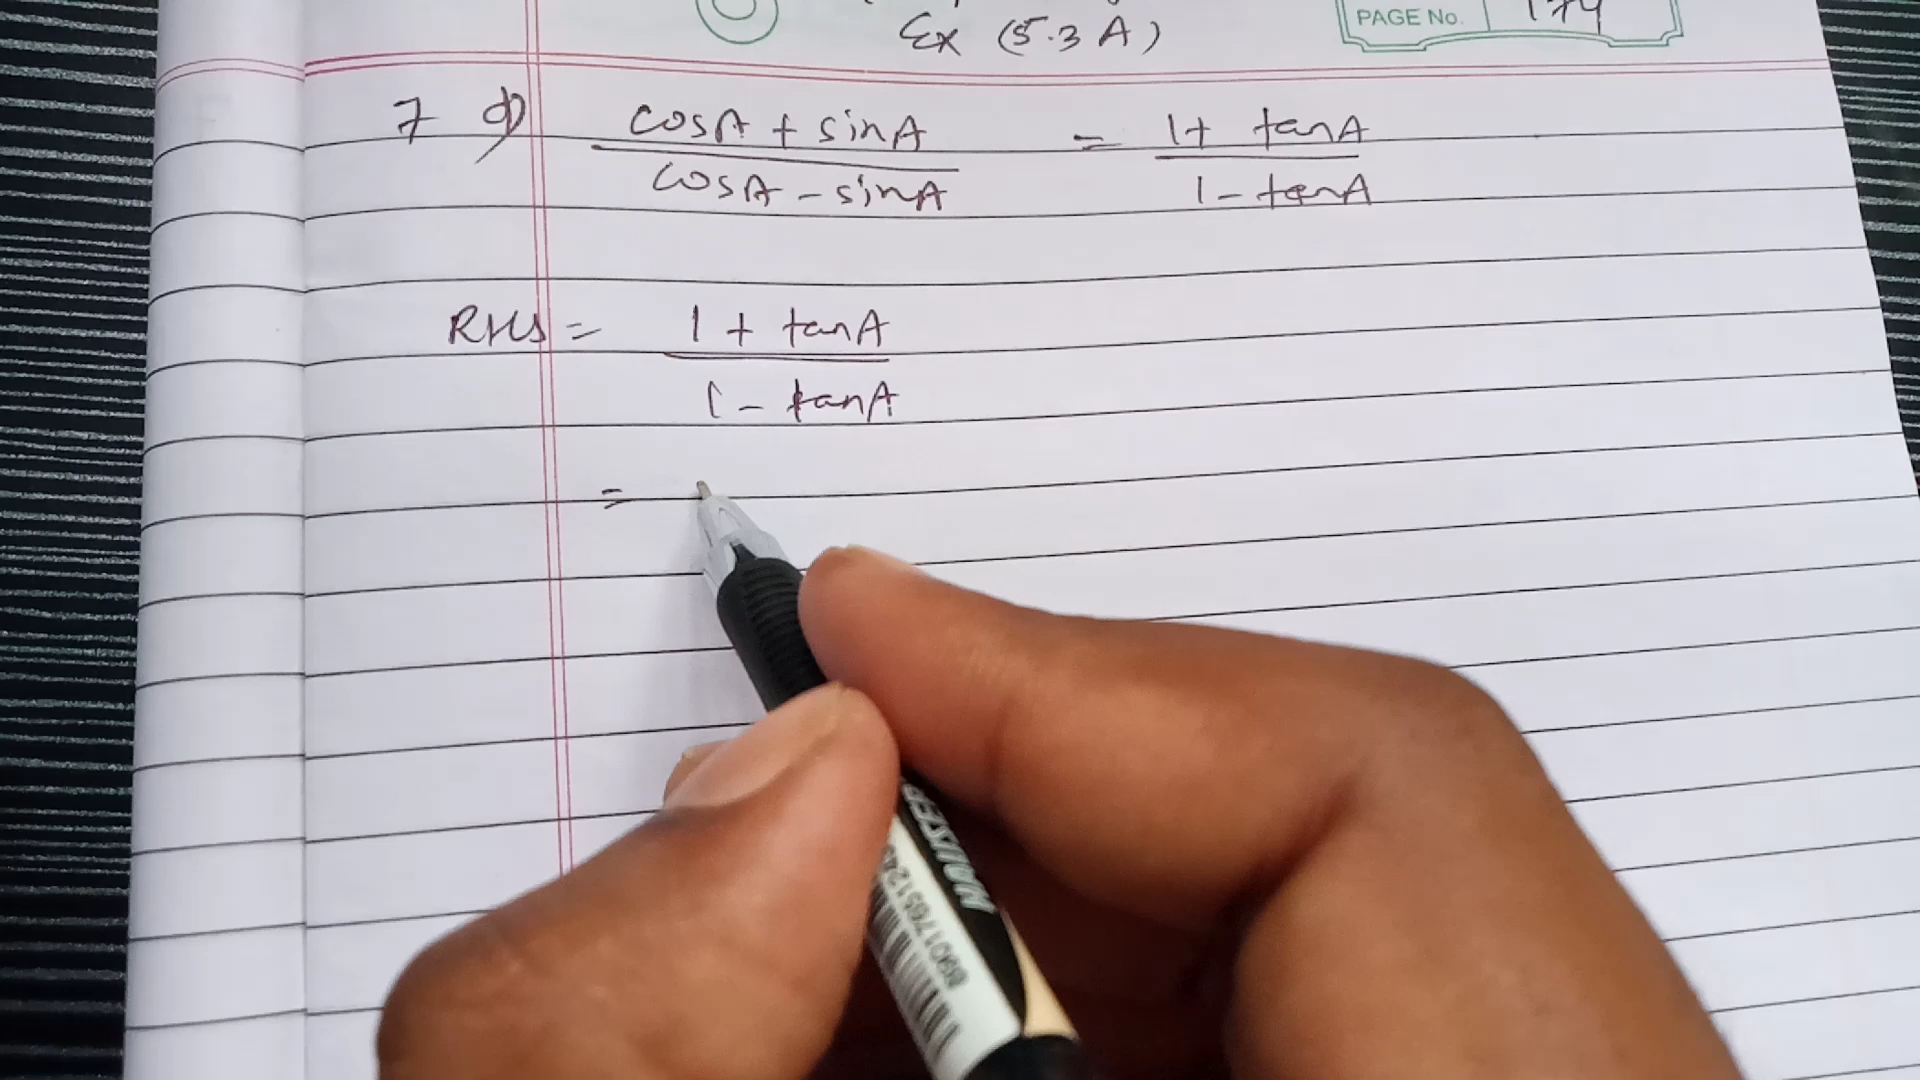 Ex (5.3 A)
PAGE No. 174
7 d) cosA + sinA / cosA - sinA = 1 + tanA / 1 - tanA
RHS = 1 + tanA / 1 - tanA
=